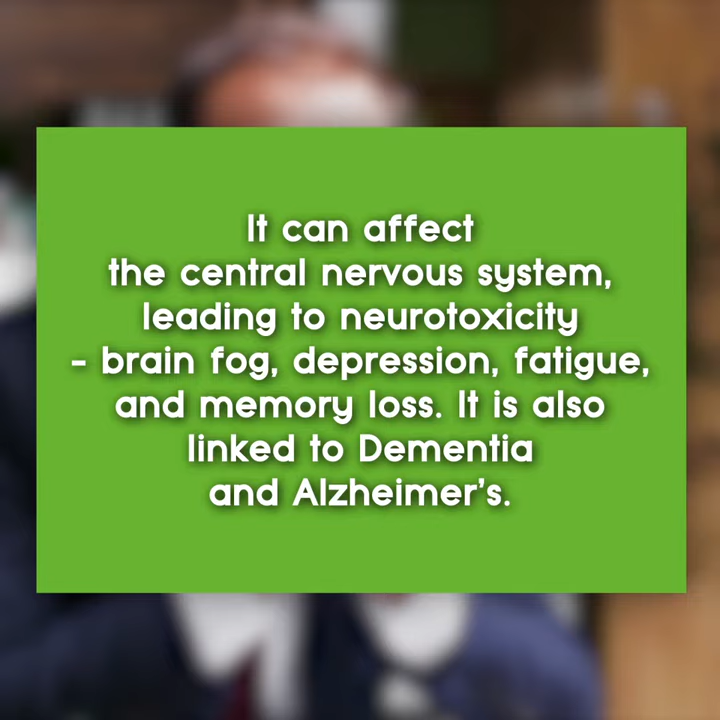 It can affect
the central nervous system,
leading to neurotoxicity
- brain fog, depression, fatigue,
and memory loss. It is also
linked to Dementia
and Alzheimer's.